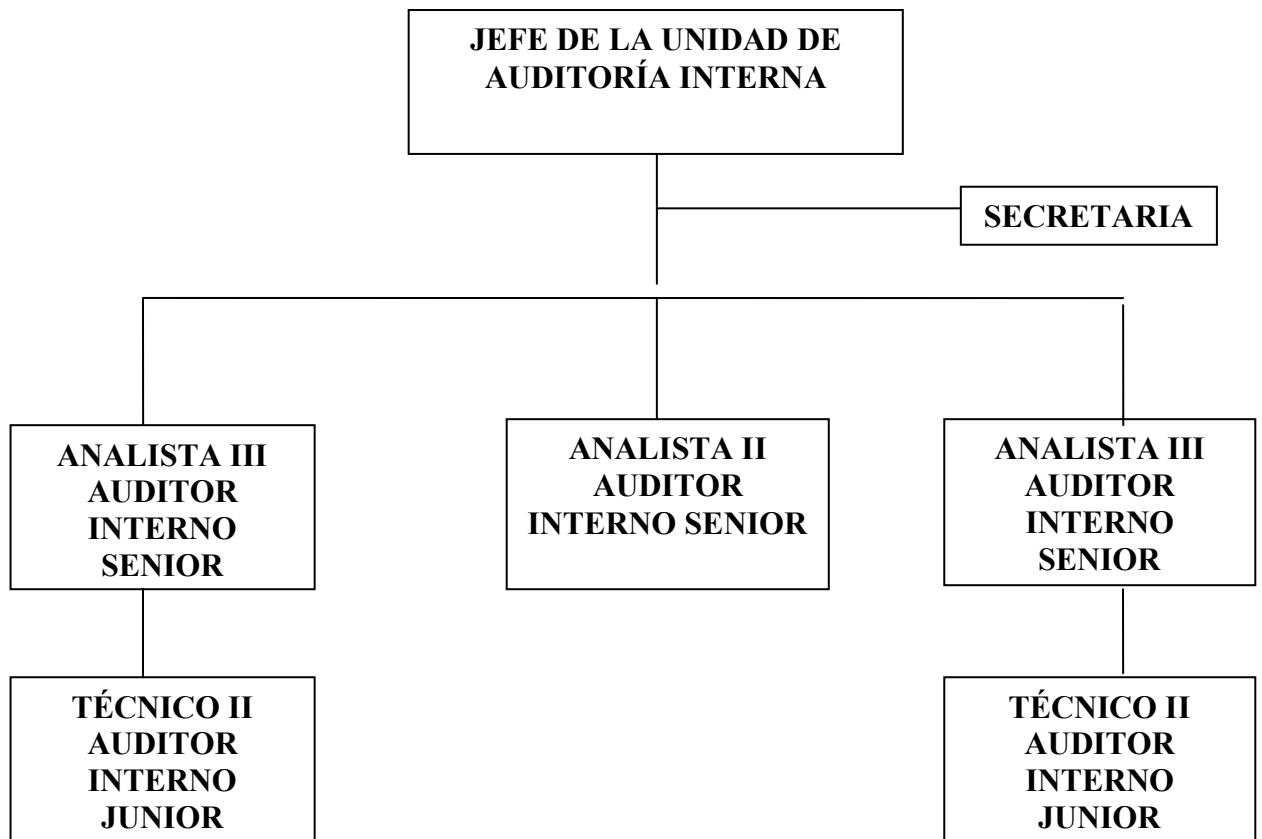 JEFE DE LA UNIDAD DE
AUDITORÍA INTERNA
SECRETARIA
ANALISTA III
AUDITOR
INTERNO
SENIOR
ANALISTA II
AUDITOR
INTERNO SENIOR
ANALISTA III
AUDITOR
INTERNO
SENIOR
TÉCNICO II
AUDITOR
INTERNO
JUNIOR
TÉCNICO II
AUDITOR
INTERNO
JUNIOR